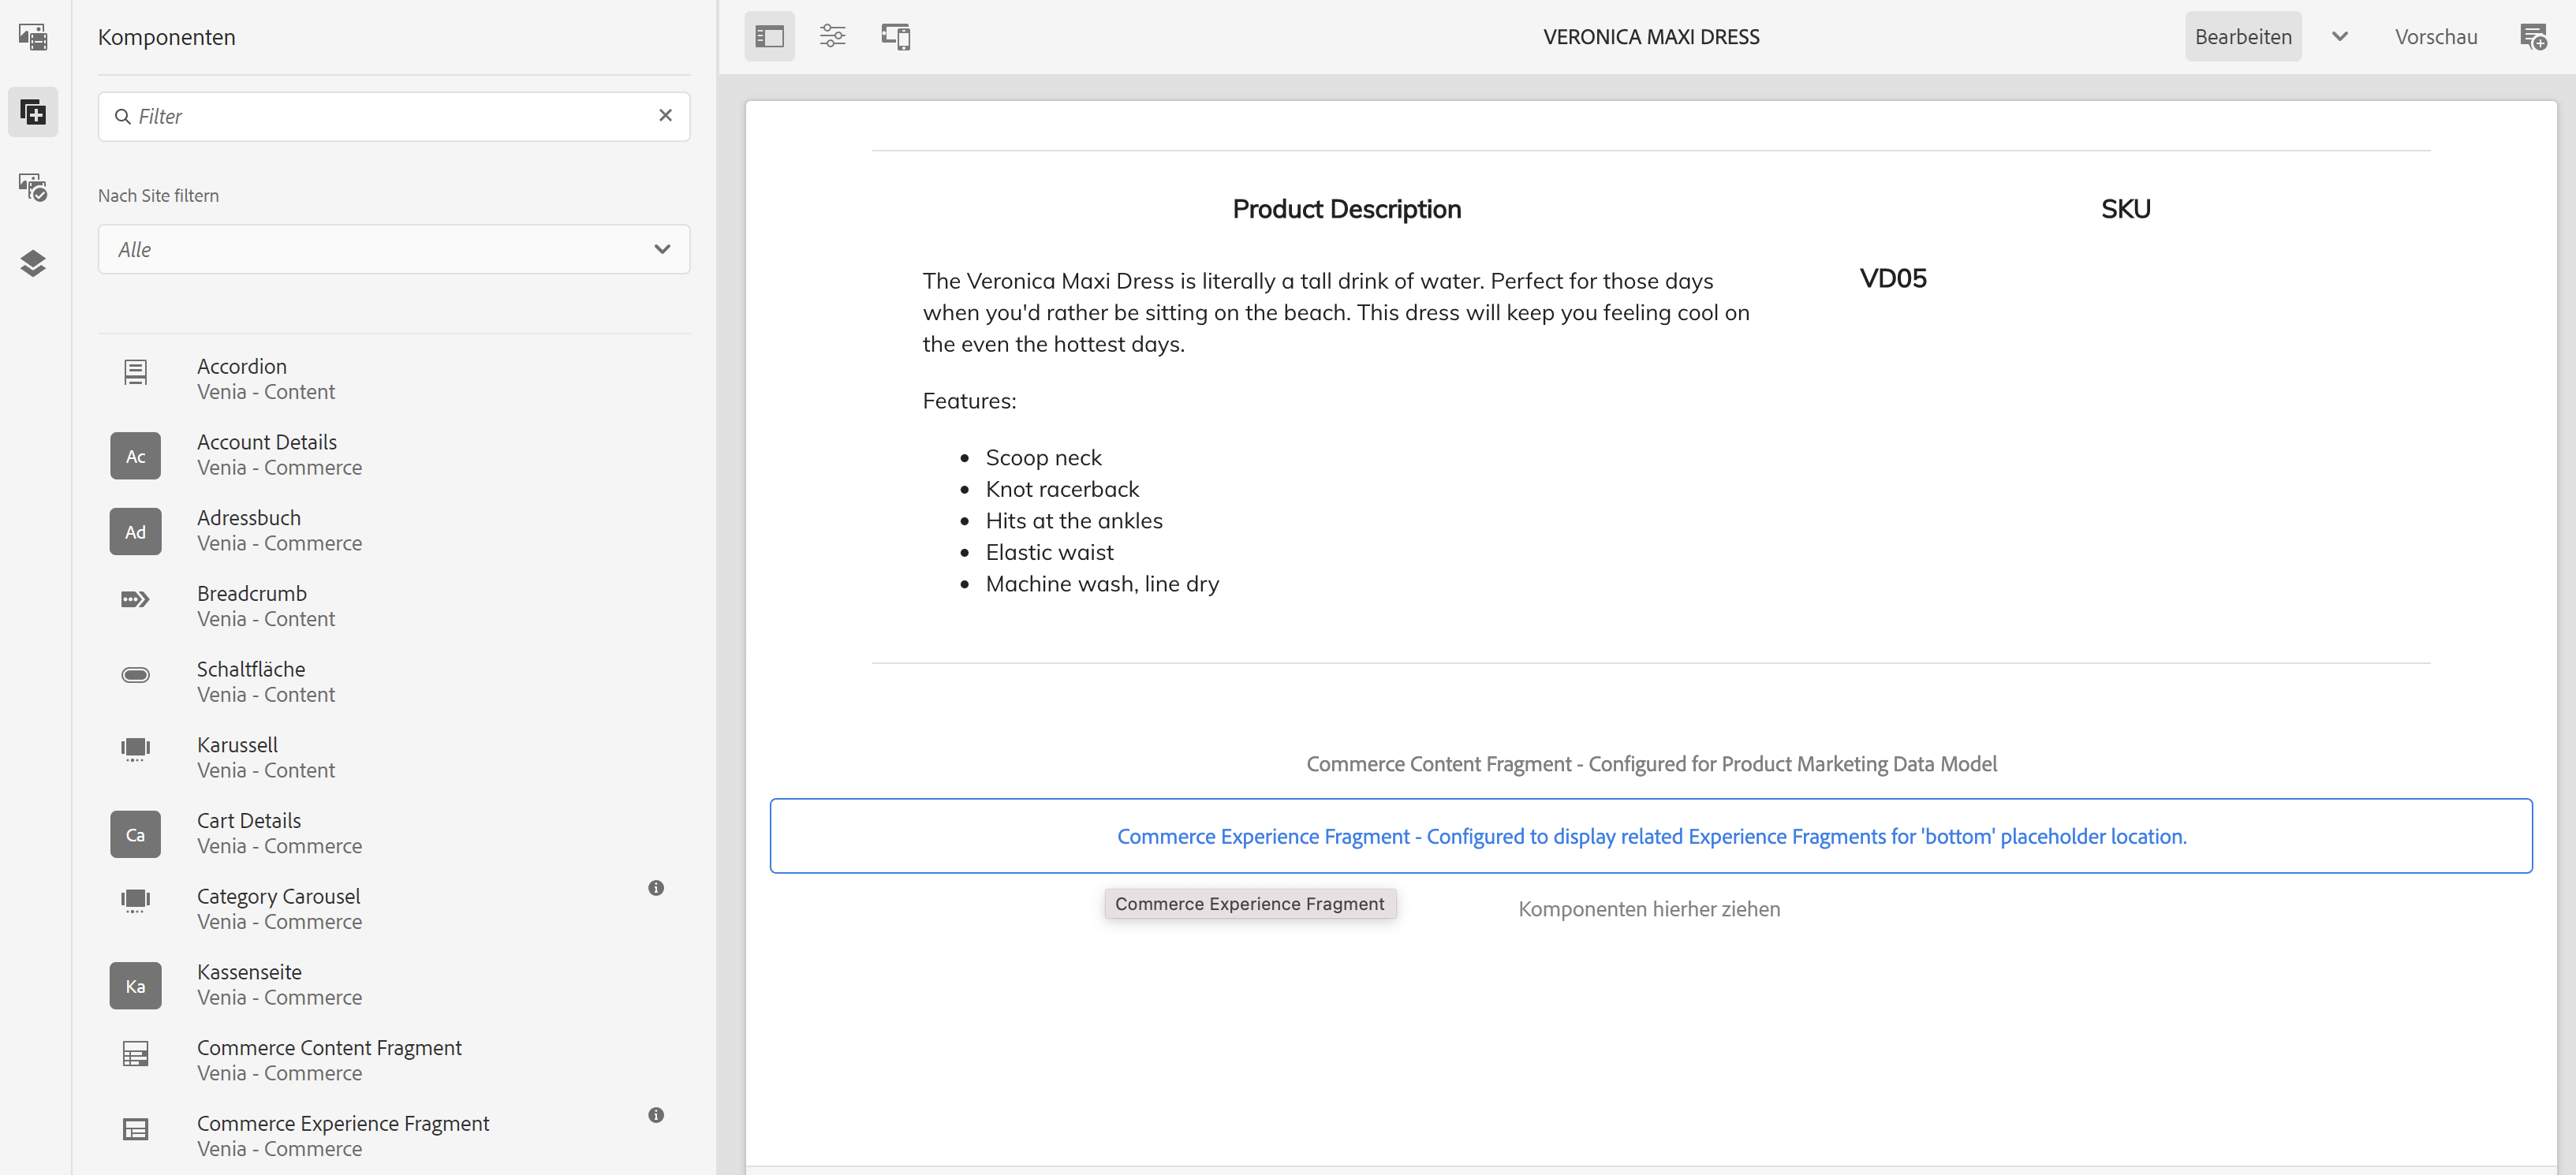 Komponenten
Filter
Nach Site filtern
Alle
Accordion
Venia - Content
Ac
Account Details
Venia - Commerce
Ad
Adressbuch
Venia - Commerce
Breadcrumb
Venia - Content
Schaltfläche
Venia - Content
Karussell
Venia - Content
Ca
Cart Details
Venia - Commerce
Category Carousel
Venia - Commerce
Ka
Kassenseite
Venia - Commerce
Commerce Content Fragment
Venia - Commerce
Commerce Experience Fragment
Venia - Commerce
VERONICA MAXI DRESS
Bearbeiten
Vorschau
Product Description
The Veronica Maxi Dress is literally a tall drink of water. Perfect for those days
when you'd rather be sitting on the beach. This dress will keep you feeling cool on
the even the hottest days.
Features:
Scoop neck
Knot racerback
Hits at the ankles
Elastic waist
Machine wash, line dry
SKU
VD05
Commerce Content Fragment - Configured for Product Marketing Data Model
Commerce Experience Fragment - Configured to display related Experience Fragments for 'bottom' placeholder location.
Commerce Experience Fragment
Komponenten hierher ziehen